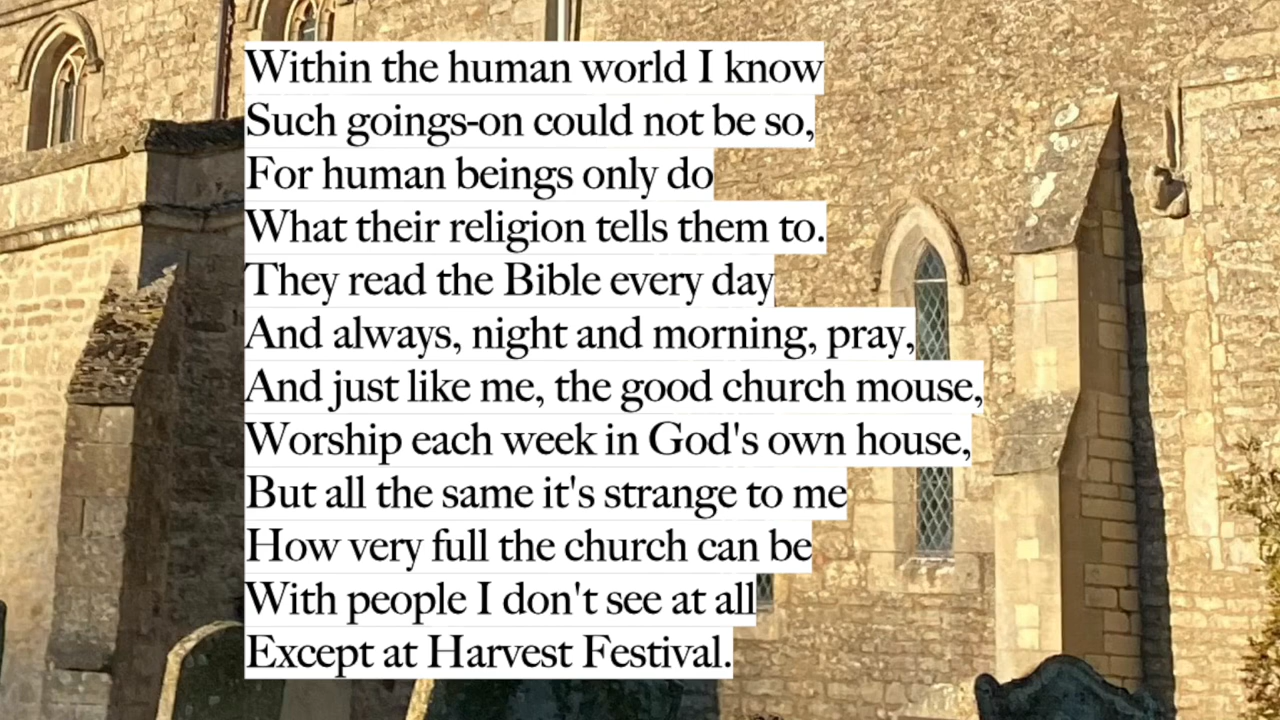 Within the human world I know
Such goings-on could not be so,
For human beings only do
What their religion tells them to.
They read the Bible every day
And always, night and morning, pray,
And just like me, the good church mouse,
Worship each week in God's own house,
But all the same it's strange to me
How very full the church can be
With people I don't see at all
Except at Harvest Festival.